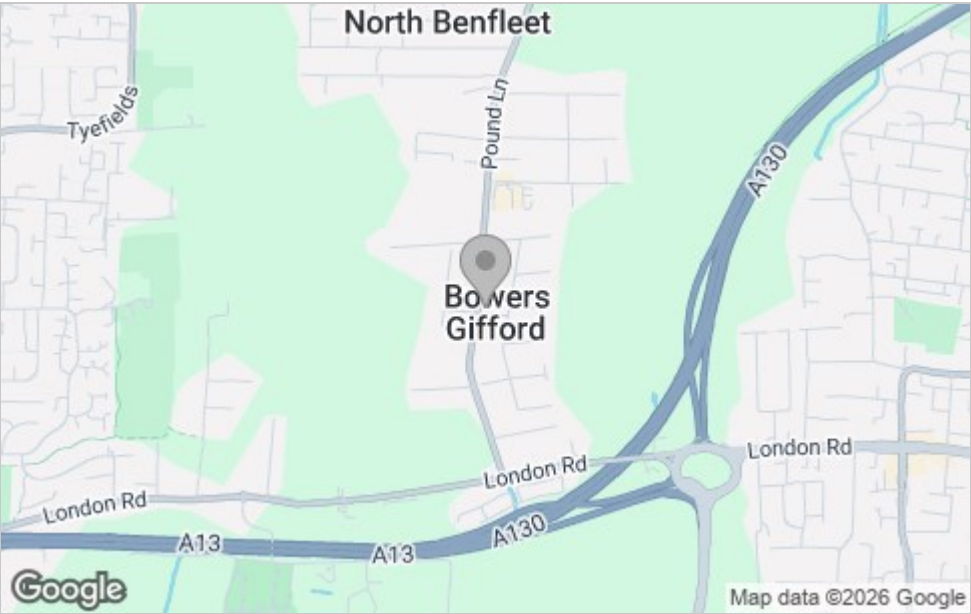 North Benfleet
Tyefields
Pound Ln
A130
Bowers
Gifford
London Rd
London Rd
London Rd
A130
A13
A13
Google
Map data ©2026 Google